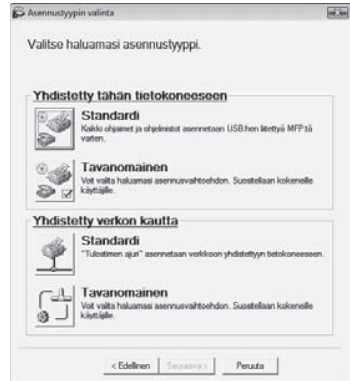 Asennustyypin valinta
Valitse haluamasi asennustyyppi.
Yhdistetty tähän tietokoneeseen
Standardi
Kaikki ohjaimet ja ohjelmistot asennetaan USB:hen liitettyä MFP:tä
varten.
Tavanomainen
Voit valita haluamasi asennusvaihtoehdon. Suositellaan kokeneille
käyttäjille.
Yhdistetty verkon kautta
Standardi
"Tulostimen ajuri" asennetaan verkkoon yhdistettyyn tietokoneeseen.
Tavanomainen
Voit valita haluamasi asennusvaihtoehdon. Suositellaan kokeneille
käyttäjille.
< Edellinen
Seuraava >
Peruuta